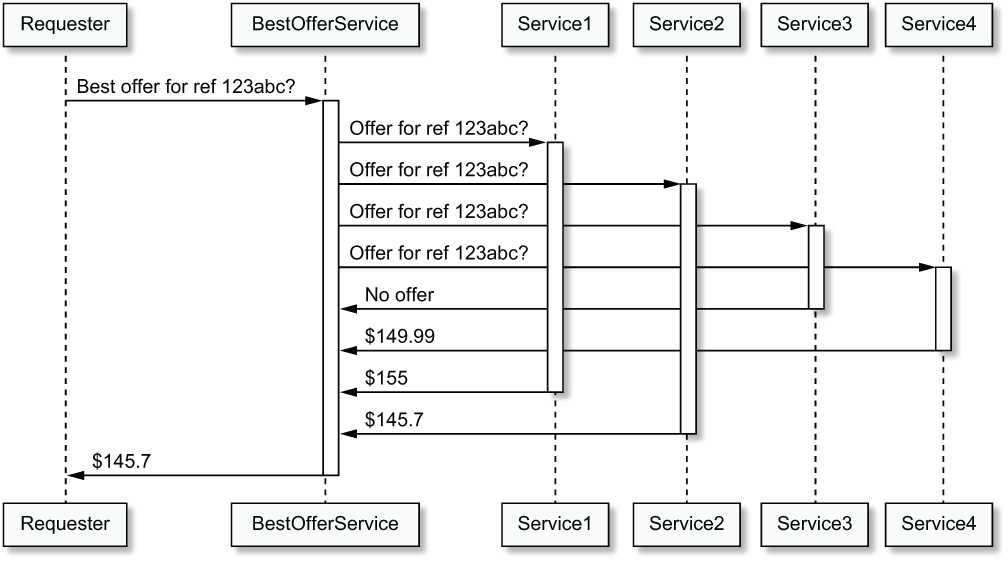 Requester BestOfferService Service1 Service2 Service3 Service4
Best offer for ref 123abc?
Offer for ref 123abc?
Offer for ref 123abc?
Offer for ref 123abc?
Offer for ref 123abc?
No offer
$149.99
$155
$145.7
$145.7
Requester BestOfferService Service1 Service2 Service3 Service4